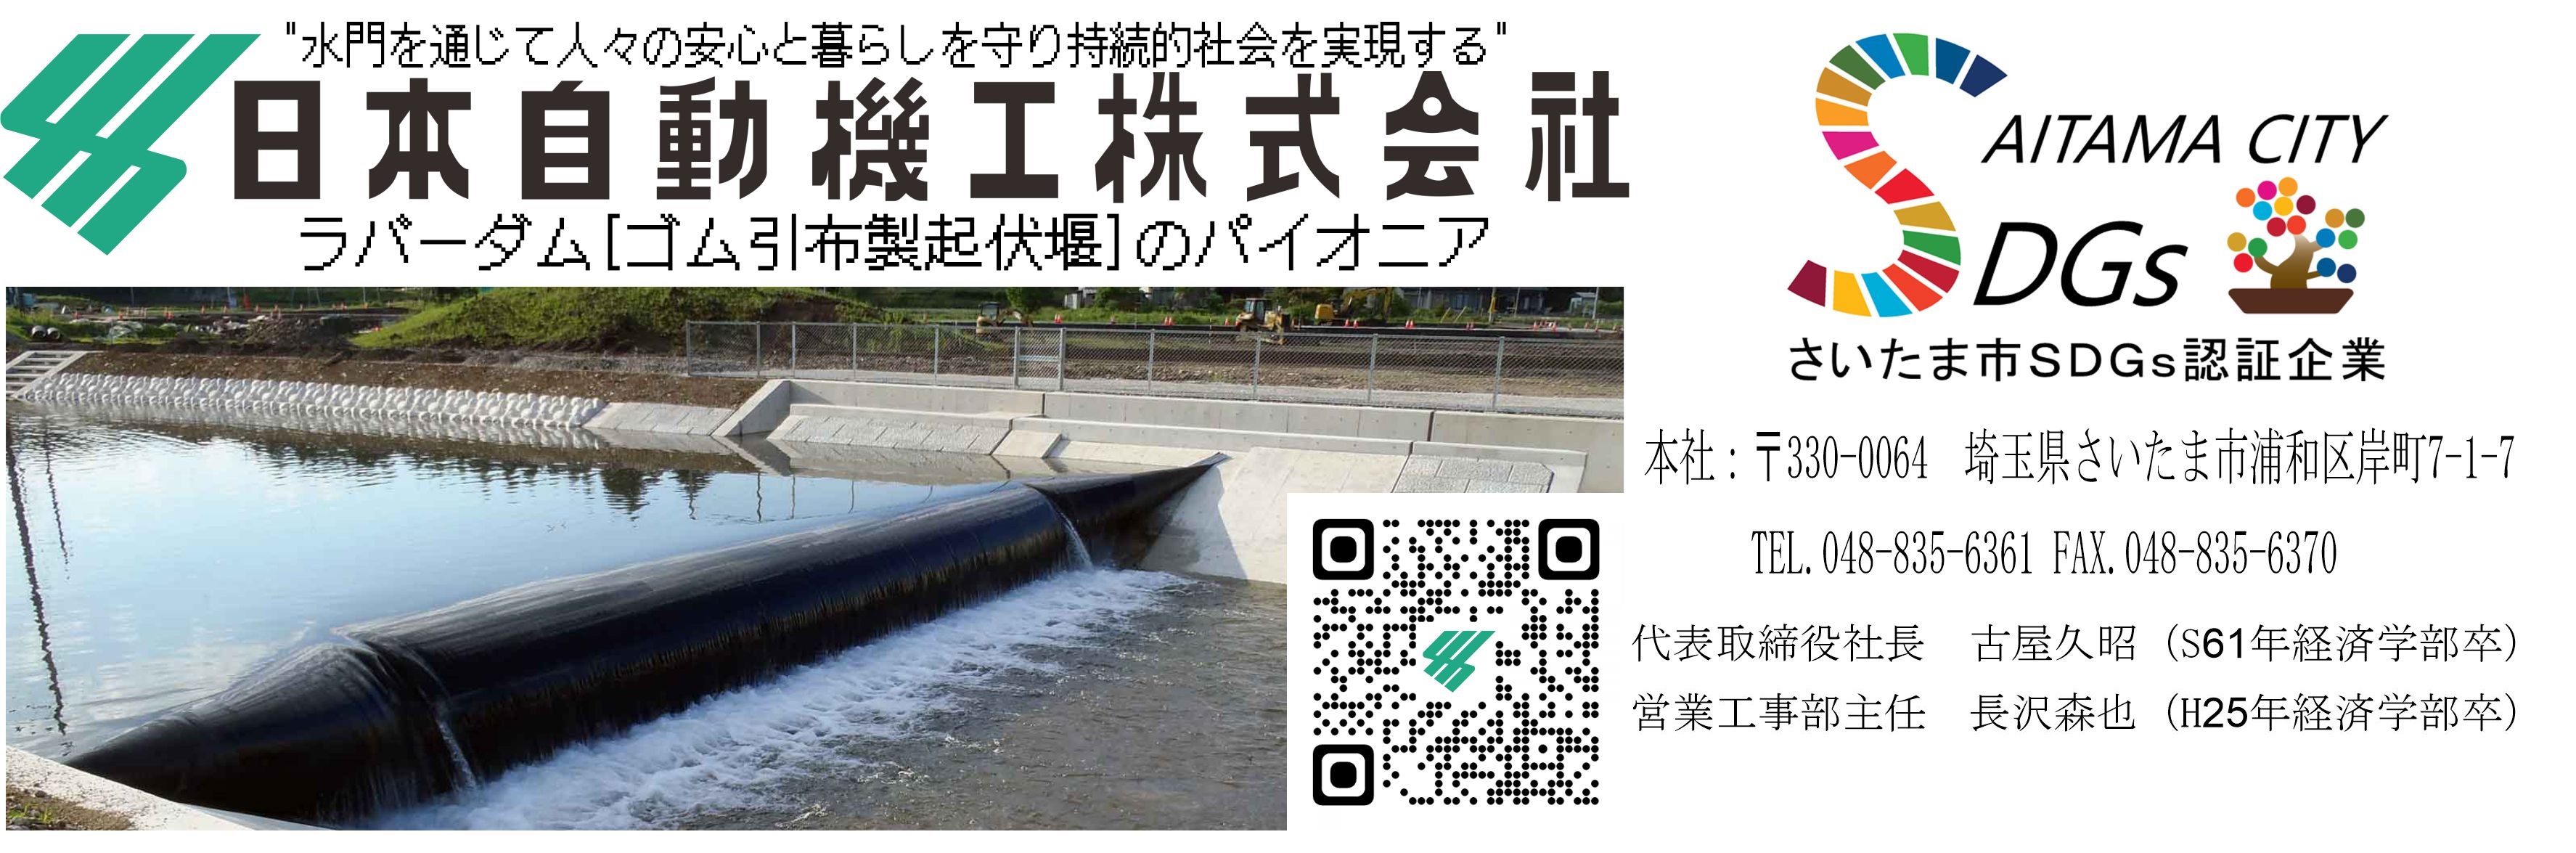 "水門を通じて人々の安心と暮らしを守り持続的社会を実現する"
日本自動機工株式会社
ラバーダム[ゴム引布製起伏堰]のパイオニア
SAITAMA CITY
SDGs
さいたま市SDGs認証企業
本社：〒330-0064　埼玉県さいたま市浦和区岸町7-1-7
TEL.048-835-6361 FAX.048-835-6370
代表取締役社長　古屋久昭（S61年経済学部卒）
営業工事部主任　長沢森也（H25年経済学部卒）